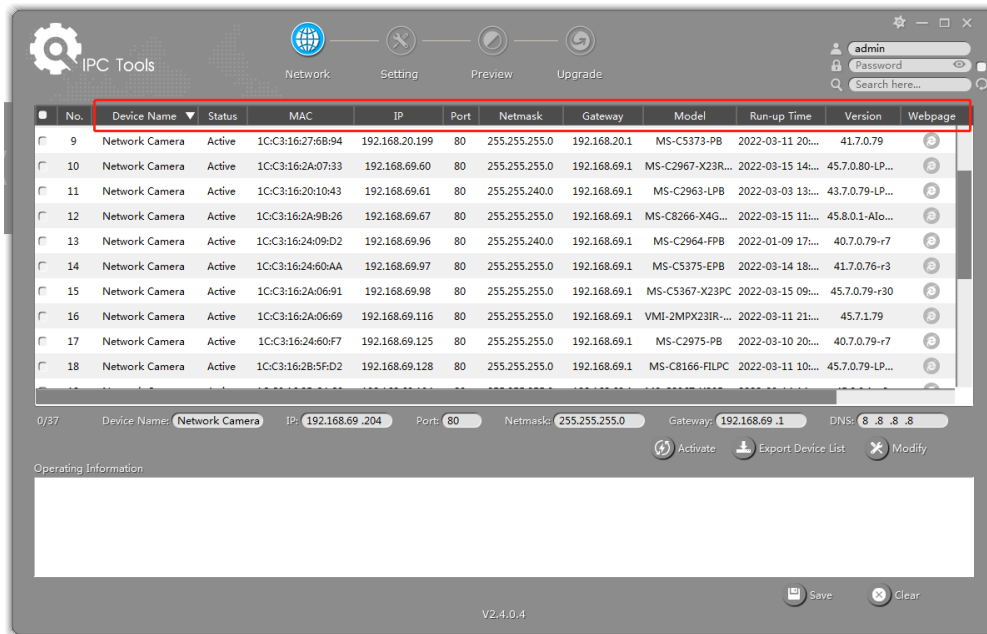 IPC Tools
Network Setting Preview Upgrade
admin
Password
Search here...
No. Device Name ▼ Status MAC IP Port Netmask Gateway Model Run-up Time Version Webpage
9 Network Camera Active 1C:C3:16:27:6B:94 192.168.20.199 80 255.255.255.0 192.168.20.1 MS-C5373-PB 2022-03-11 20:... 41.7.0.79
10 Network Camera Active 1C:C3:16:2A:07:33 192.168.69.60 80 255.255.255.0 192.168.69.1 MS-C2967-X23R... 2022-03-15 14:... 45.7.0.80-LP...
11 Network Camera Active 1C:C3:16:20:10:43 192.168.69.61 80 255.255.240.0 192.168.69.1 MS-C2963-LPB 2022-03-03 13:... 43.7.0.79-LP...
12 Network Camera Active 1C:C3:16:2A:9B:26 192.168.69.67 80 255.255.255.0 192.168.69.1 MS-C8266-X4G... 2022-03-15 11:... 45.8.0.1-AIo...
13 Network Camera Active 1C:C3:16:24:09:D2 192.168.69.96 80 255.255.240.0 192.168.69.1 MS-C2964-FPB 2022-01-09 17:... 40.7.0.79-r7
14 Network Camera Active 1C:C3:16:24:60:AA 192.168.69.97 80 255.255.255.0 192.168.69.1 MS-C5375-EPB 2022-03-14 18:... 41.7.0.76-r3
15 Network Camera Active 1C:C3:16:2A:06:91 192.168.69.98 80 255.255.255.0 192.168.69.1 MS-C5367-X23PC 2022-03-15 09:... 45.7.0.79-r30
16 Network Camera Active 1C:C3:16:2A:06:69 192.168.69.116 80 255.255.255.0 192.168.69.1 VMI-2MPX23IR-... 2022-03-11 21:... 45.7.1.79
17 Network Camera Active 1C:C3:16:24:60:F7 192.168.69.125 80 255.255.255.0 192.168.69.1 MS-C2975-PB 2022-03-10 20:... 40.7.0.79-r7
18 Network Camera Active 1C:C3:16:2B:5F:D2 192.168.69.128 80 255.255.255.0 192.168.69.1 MS-C8166-FILPC 2022-03-11 10:... 45.7.0.79-LP...
0/37 Device Name: Network Camera IP: 192.168.69 .204 Port: 80 Netmask: 255.255.255.0 Gateway: 192.168.69 .1 DNS: 8 .8 .8 .8
Activate Export Device List Modify
Operating Information
Save Clear
V2.4.0.4